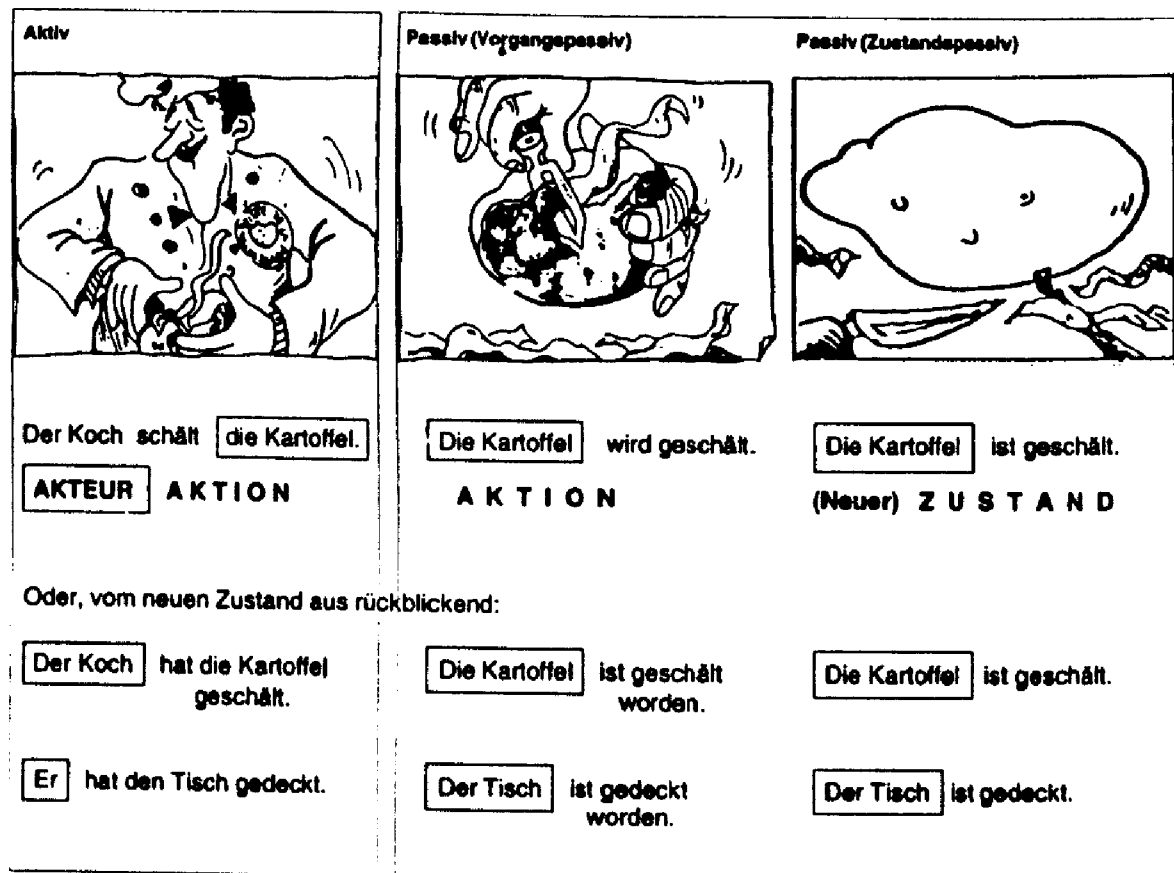 Aktiv
Passiv (Vorgangspassiv)
Passiv (Zustandspassiv)
Der Koch schält die Kartoffel.
AKTEUR AKTION
Die Kartoffel wird geschält.
AKTION
Die Kartoffel ist geschält.
(Neuer) ZUSTAND
Oder, vom neuen Zustand aus rückblickend:
Der Koch hat die Kartoffel
geschält.
Die Kartoffel ist geschält
worden.
Die Kartoffel ist geschält.
Er hat den Tisch gedeckt.
Der Tisch ist gedeckt
worden.
Der Tisch ist gedeckt.